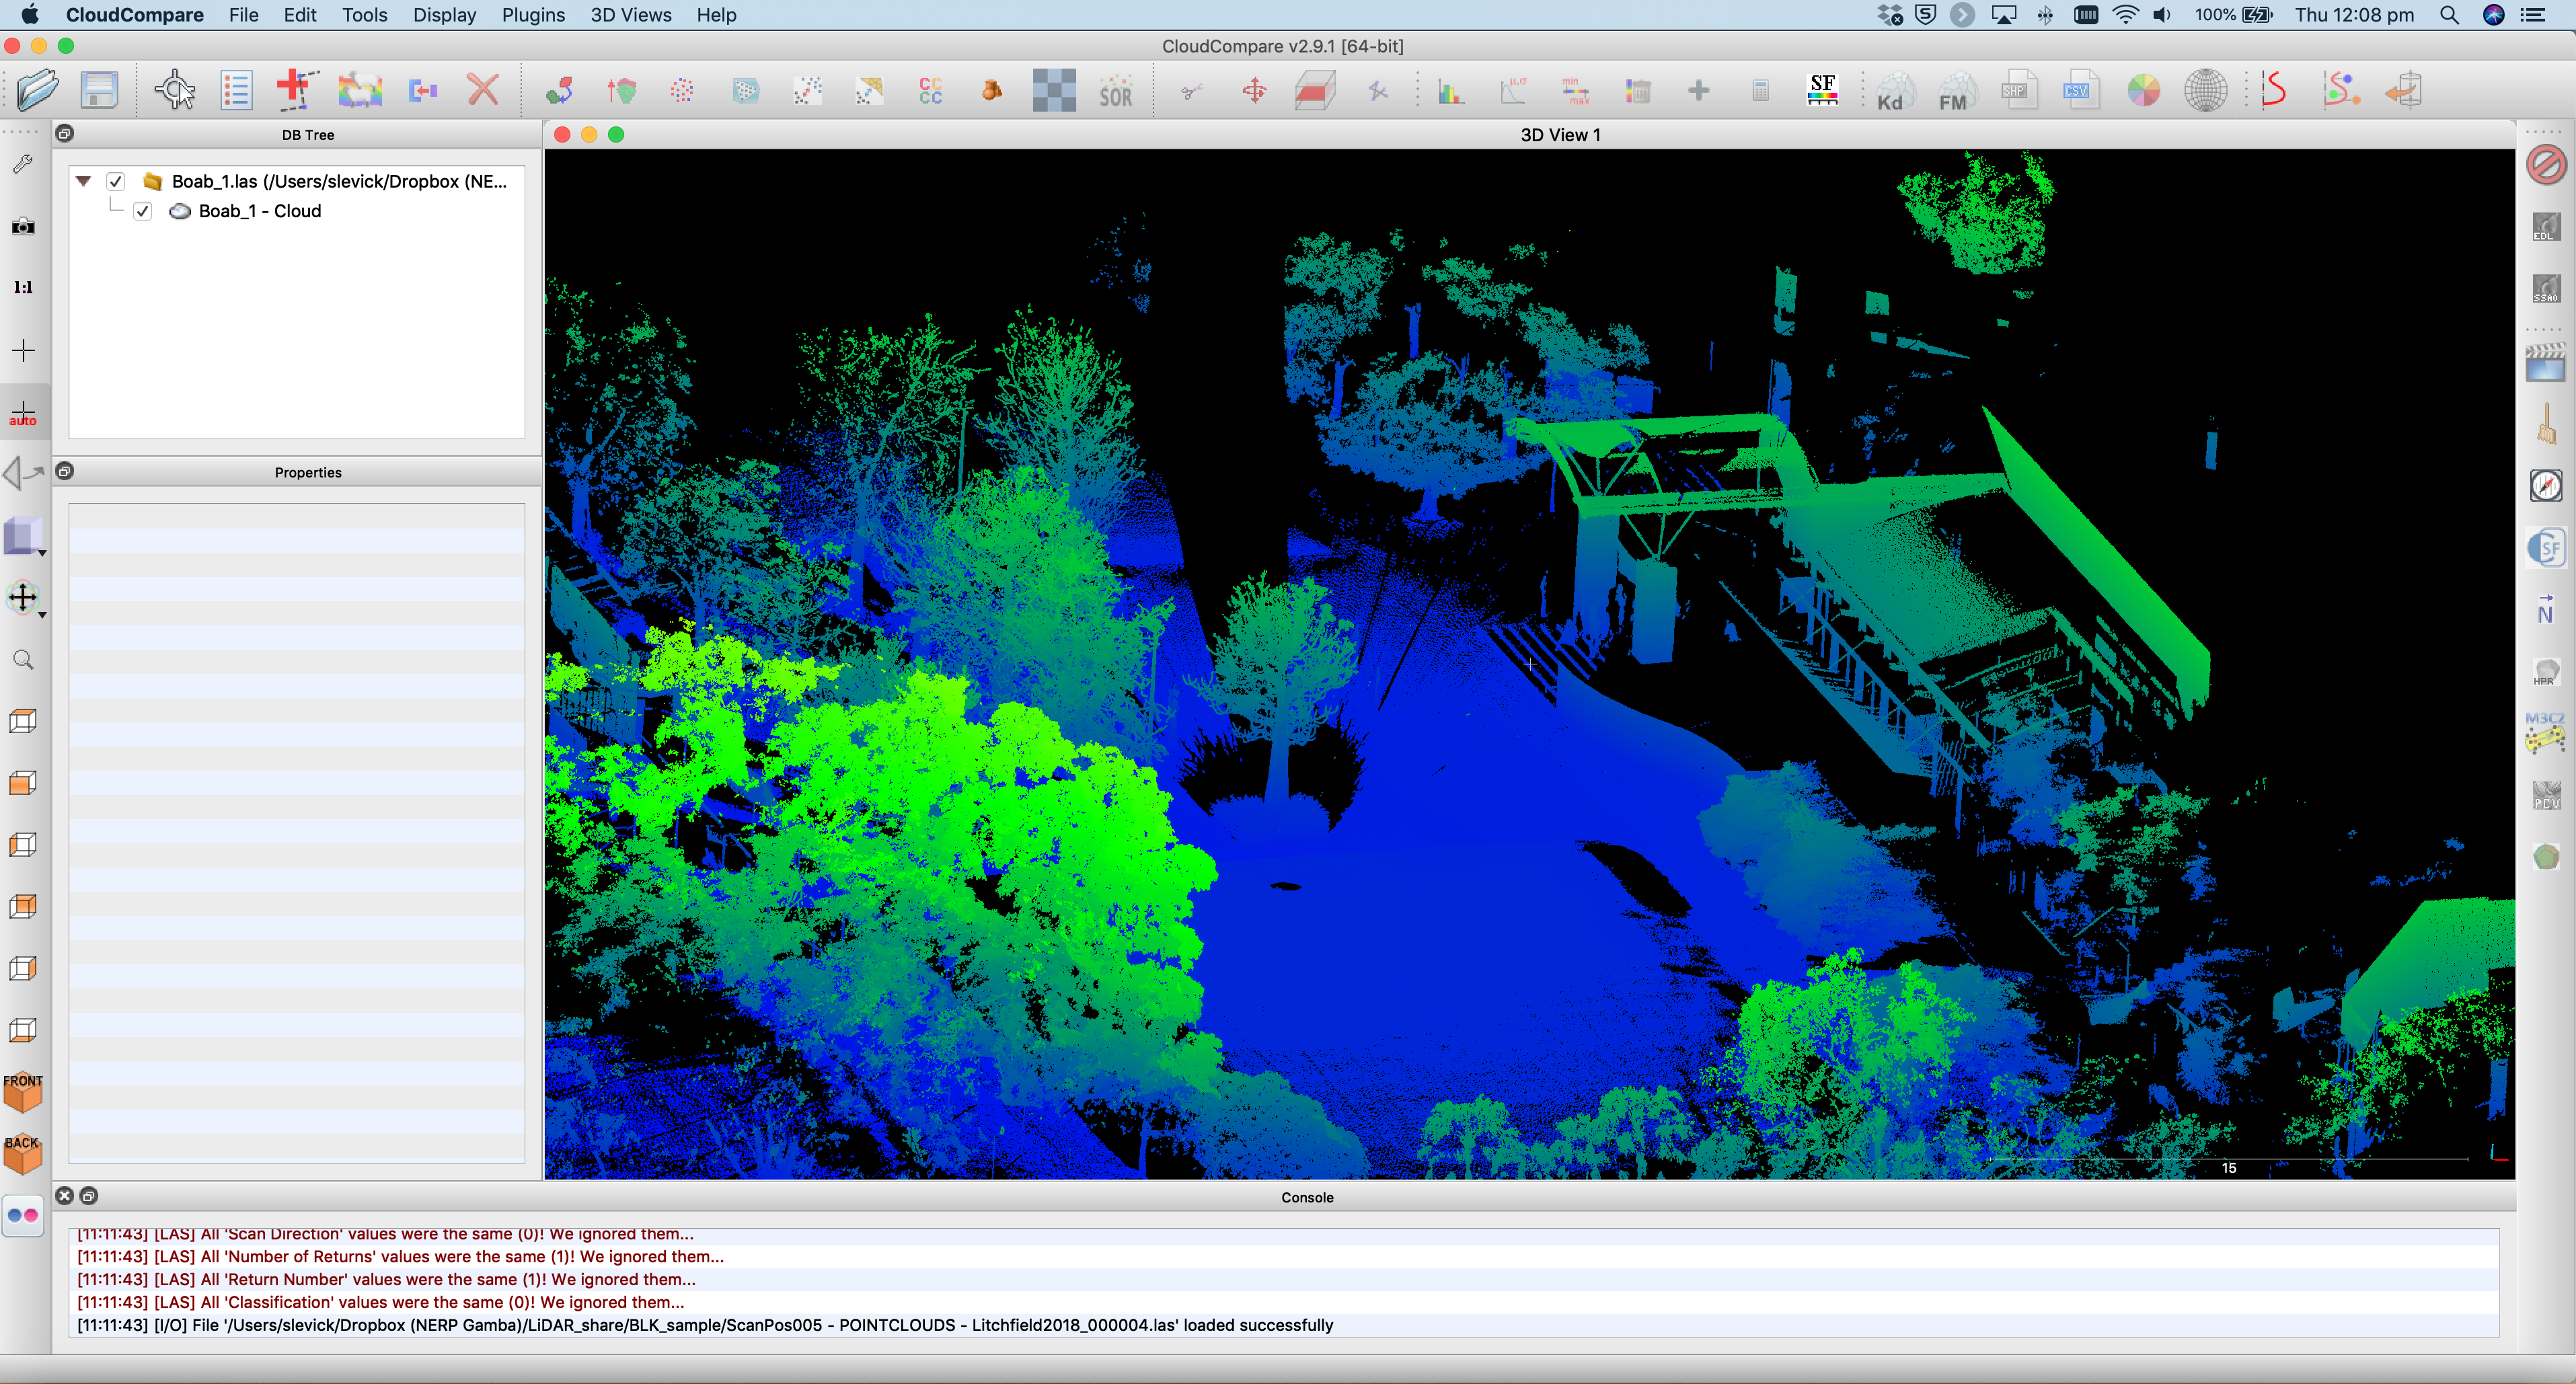 CloudCompare File Edit Tools Display Plugins 3D Views Help 100% Thu 12:08 pm
CloudCompare v2.9.1 [64-bit]
CC
CC
SOR
μ,σ
min
max
SF
Kd
FM
SHP
CSV
DB Tree
Boab_1.las (/Users/slevick/Dropbox (NE...
Boab_1 - Cloud
Properties
1:1
auto
FRONT
BACK
3D View 1
15
EDL
SSAO
CSF
N
HPR
M3C2
PCV
Console
[11:11:43] [LAS] All 'Scan Direction' values were the same (0)! We ignored them...
[11:11:43] [LAS] All 'Number of Returns' values were the same (1)! We ignored them...
[11:11:43] [LAS] All 'Return Number' values were the same (1)! We ignored them...
[11:11:43] [LAS] All 'Classification' values were the same (0)! We ignored them...
[11:11:43] [I/O] File '/Users/slevick/Dropbox (NERP Gamba)/LiDAR_share/BLK_sample/ScanPos005 - POINTCLOUDS - Litchfield2018_000004.las' loaded successfully